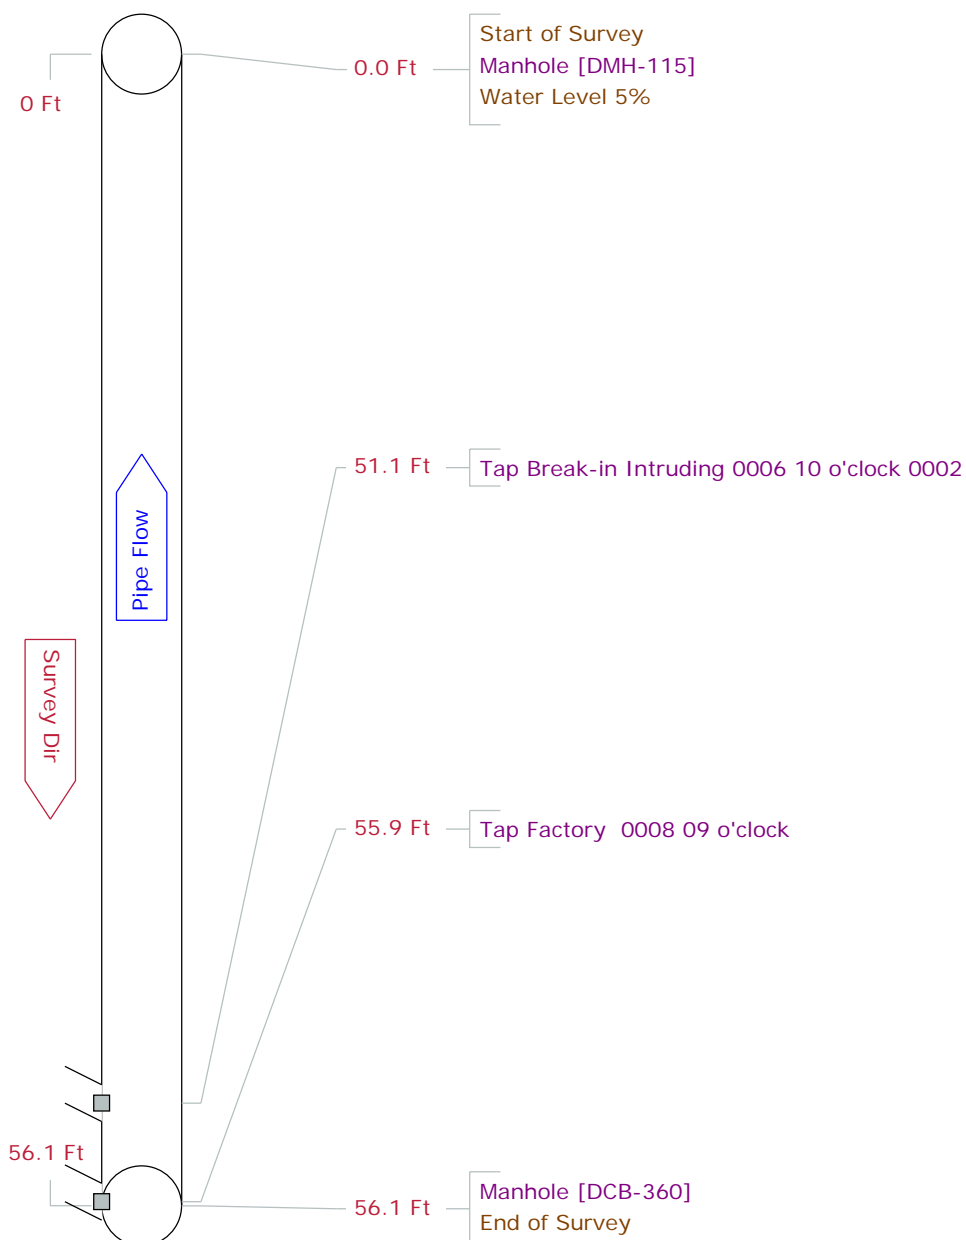 Start of Survey
0.0 Ft
Manhole [DMH-115]
Water Level 5%
0 Ft
51.1 Ft
Tap Break-in Intruding 0006 10 o'clock 0002
Pipe Flow
Survey Dir
55.9 Ft
Tap Factory  0008 09 o'clock
56.1 Ft
56.1 Ft
Manhole [DCB-360]
End of Survey